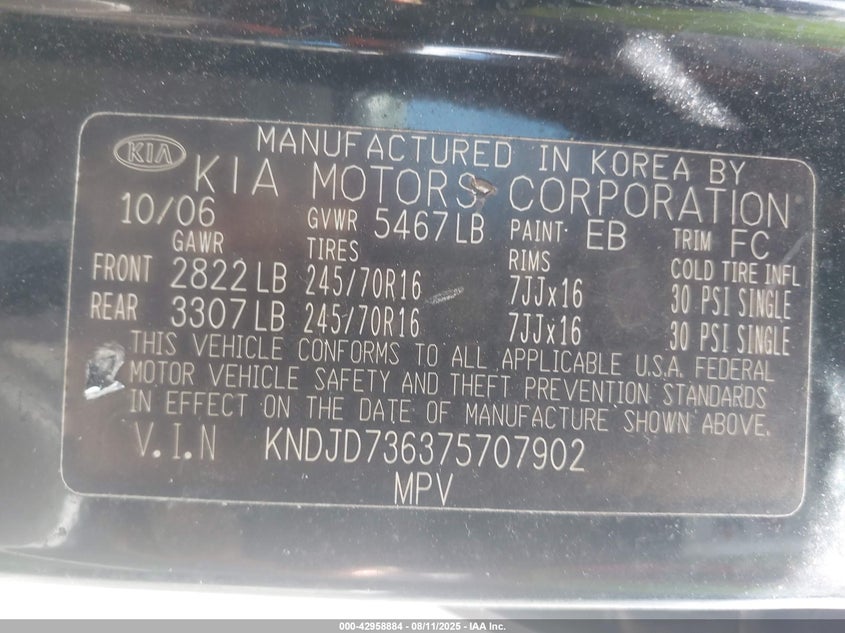 KIA MANUFACTURED IN KOREA BY
KIA MOTORS CORPORATION
10/06 GVWR 5467LB PAINT EB TRIM FC
GAWR TIRES RIMS COLD TIRE INFL
FRONT 2822LB 245/70R16 7JJx16 30 PSI SINGLE
REAR 3307LB 245/70R16 7JJx16 30 PSI SINGLE
THIS VEHICLE CONFORMS TO ALL APPLICABLE U.S.A. FEDERAL
MOTOR VEHICLE SAFETY AND THEFT PREVENTION STANDARDS
IN EFFECT ON THE DATE OF MANUFACTURE SHOWN ABOVE.
V.I.N KNDJD736375707902
MPV
000-42958884 - 08/11/2025 - IAA Inc.